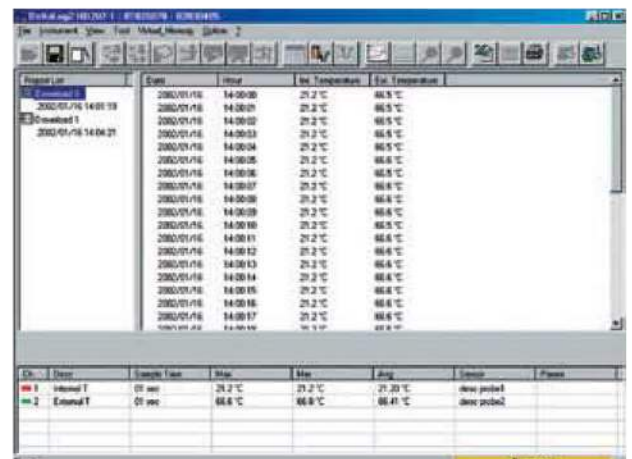 File Instrument View Tool Virtual_Memory Option ?
Report List
Download 0
2002/01/16 14:01:19
Download 1
2002/01/16 14:04:21
Date Hour Int. Temperature Ext. Temperature
2002/01/16 14:00:00 21.2 °C 66.5 °C
2002/01/16 14:00:01 21.2 °C 66.5 °C
2002/01/16 14:00:02 21.2 °C 66.5 °C
2002/01/16 14:00:03 21.2 °C 66.5 °C
2002/01/16 14:00:04 21.2 °C 66.5 °C
2002/01/16 14:00:05 21.2 °C 66.6 °C
2002/01/16 14:00:06 21.2 °C 66.5 °C
2002/01/16 14:00:07 21.2 °C 66.6 °C
2002/01/16 14:00:08 21.2 °C 66.6 °C
2002/01/16 14:00:09 21.2 °C 66.6 °C
2002/01/16 14:00:10 21.2 °C 66.5 °C
2002/01/16 14:00:11 21.2 °C 66.6 °C
2002/01/16 14:00:12 21.2 °C 66.6 °C
2002/01/16 14:00:13 21.2 °C 66.6 °C
2002/01/16 14:00:14 21.2 °C 66.6 °C
2002/01/16 14:00:15 21.2 °C 66.6 °C
2002/01/16 14:00:16 21.2 °C 66.6 °C
2002/01/16 14:00:17 21.2 °C 66.6 °C
Ch. Descr Sample Time Max Min Avg Sensor
1 Internal T 01 sec 21.2 °C 21.2 °C 21.20 °C desc probe1
2 External T 01 sec 66.6 °C 66.41 °C desc probe2